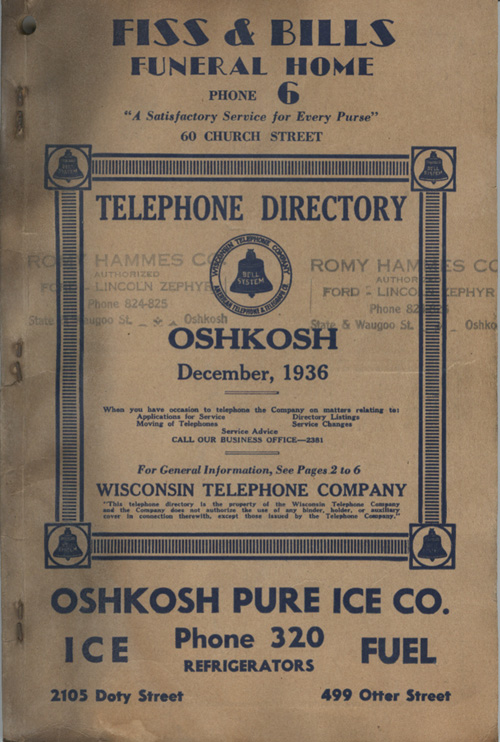 FISS & BILLS
FUNERAL HOME
PHONE 6
"A Satisfactory Service for Every Purse"
60 CHURCH STREET
TELEPHONE DIRECTORY
WISCONSIN TELEPHONE COMPANY
BELL SYSTEM
AMERICAN TELEPHONE & TELEGRAPH CO.
ROMY HAMMES CO
AUTHORIZED
FORD - LINCOLN ZEPHYR
Phone 824-825
State & Waugoo St. Oshkosh
ROMY HAMMES CO
AUTHOR
FORD - LINCOLN ZEPHYR
Phone 82
State & Waugoo St. Oshko
OSHKOSH
December, 1936
When you have occasion to telephone the Company on matters relating to:
Applications for Service Directory Listings
Moving of Telephones Service Changes
Service Advice
CALL OUR BUSINESS OFFICE—2381
For General Information, See Pages 2 to 6
WISCONSIN TELEPHONE COMPANY
"This telephone directory is the property of the Wisconsin Telephone Company
and the Company does not authorize the use of any binder, holder, or auxiliary
cover in connection therewith, except those issued by the Telephone Company."
OSHKOSH PURE ICE CO.
ICE Phone 320 FUEL
REFRIGERATORS
2105 Doty Street 499 Otter Street